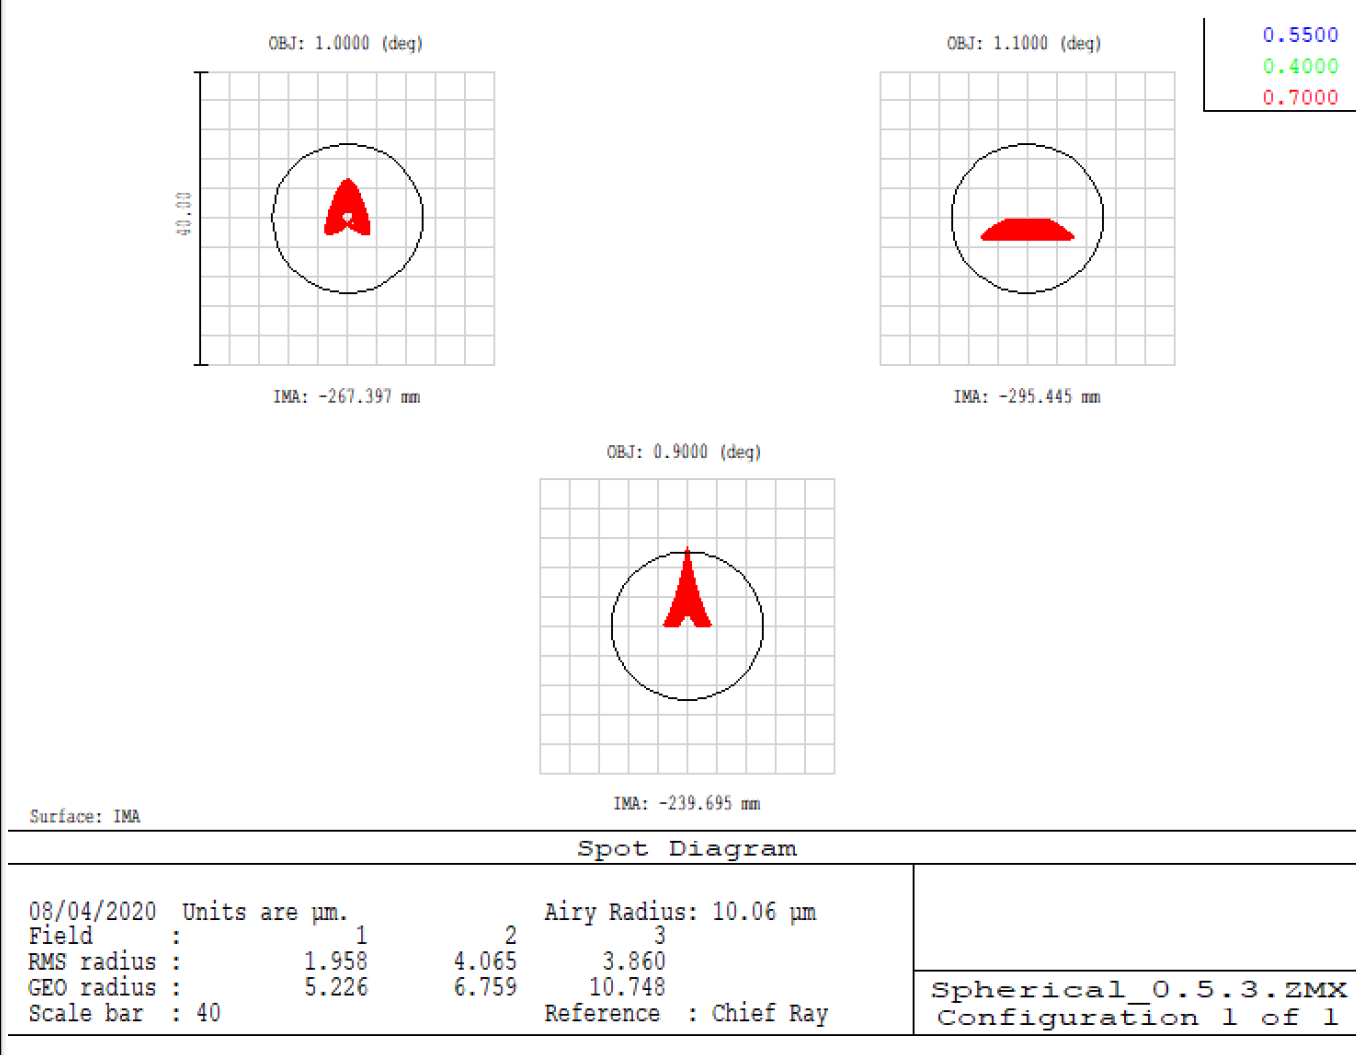 OBJ: 1.0000 (deg)
OBJ: 1.1000 (deg)
0.5500
0.4000
0.7000
40.00
IMA: -267.397 mm
IMA: -295.445 mm
OBJ: 0.9000 (deg)
IMA: -239.695 mm
Surface: IMA
Spot Diagram
08/04/2020 Units are µm. Airy Radius: 10.06 µm
Field : 1 2 3
RMS radius : 1.958 4.065 3.860
GEO radius : 5.226 6.759 10.748
Scale bar : 40 Reference : Chief Ray
Spherical_0.5.3.ZMX
Configuration 1 of 1